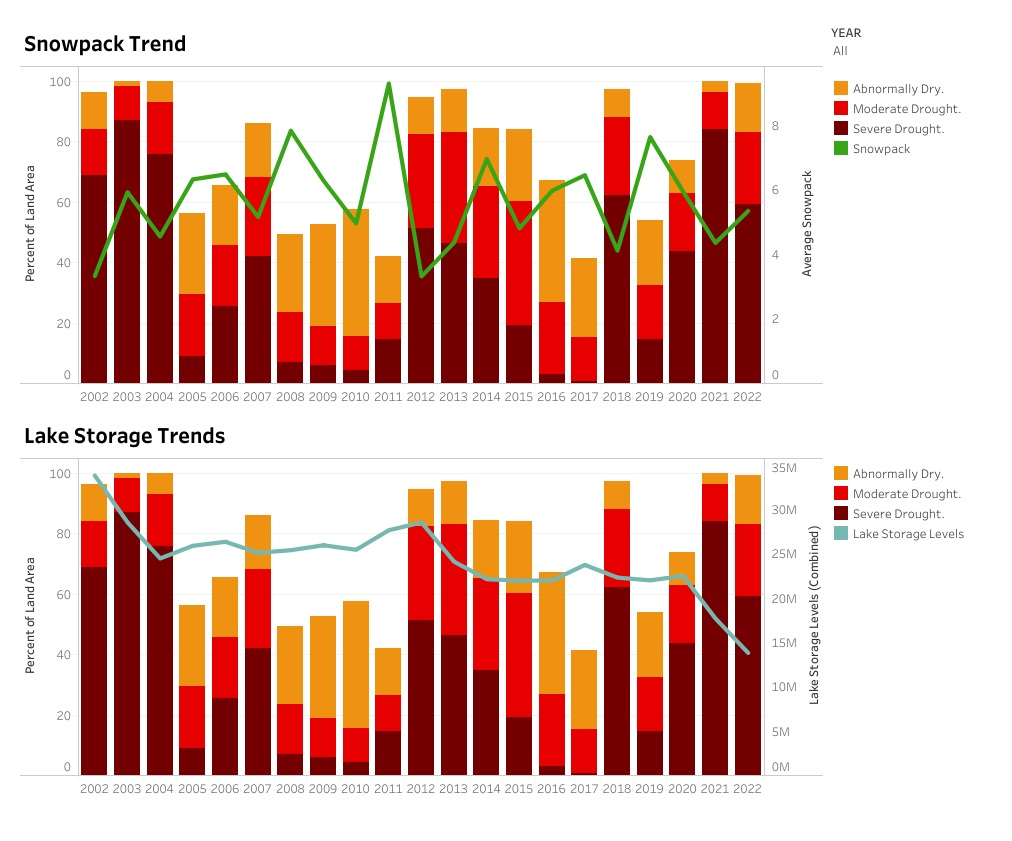 Snowpack Trend
YEAR
All
Percent of Land Area
100
80
60
40
20
0
8
6
4
2
0
Average Snowpack
Abnormally Dry.
Moderate Drought.
Severe Drought.
Snowpack
2002 2003 2004 2005 2006 2007 2008 2009 2010 2011 2012 2013 2014 2015 2016 2017 2018 2019 2020 2021 2022
Lake Storage Trends
Percent of Land Area
100
80
60
40
20
0
35M
30M
25M
20M
15M
10M
5M
0M
Lake Storage Levels (Combined)
Abnormally Dry.
Moderate Drought.
Severe Drought.
Lake Storage Levels
2002 2003 2004 2005 2006 2007 2008 2009 2010 2011 2012 2013 2014 2015 2016 2017 2018 2019 2020 2021 2022